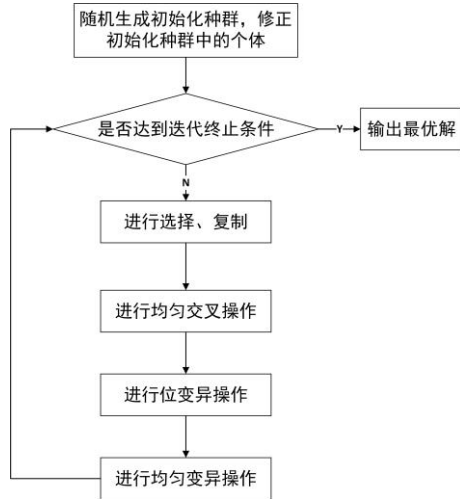 随机生成初始化种群，修正
初始化种群中的个体
是否达到迭代终止条件
Y
输出最优解
N
进行选择、复制
进行均匀交叉操作
进行位变异操作
进行均匀变异操作